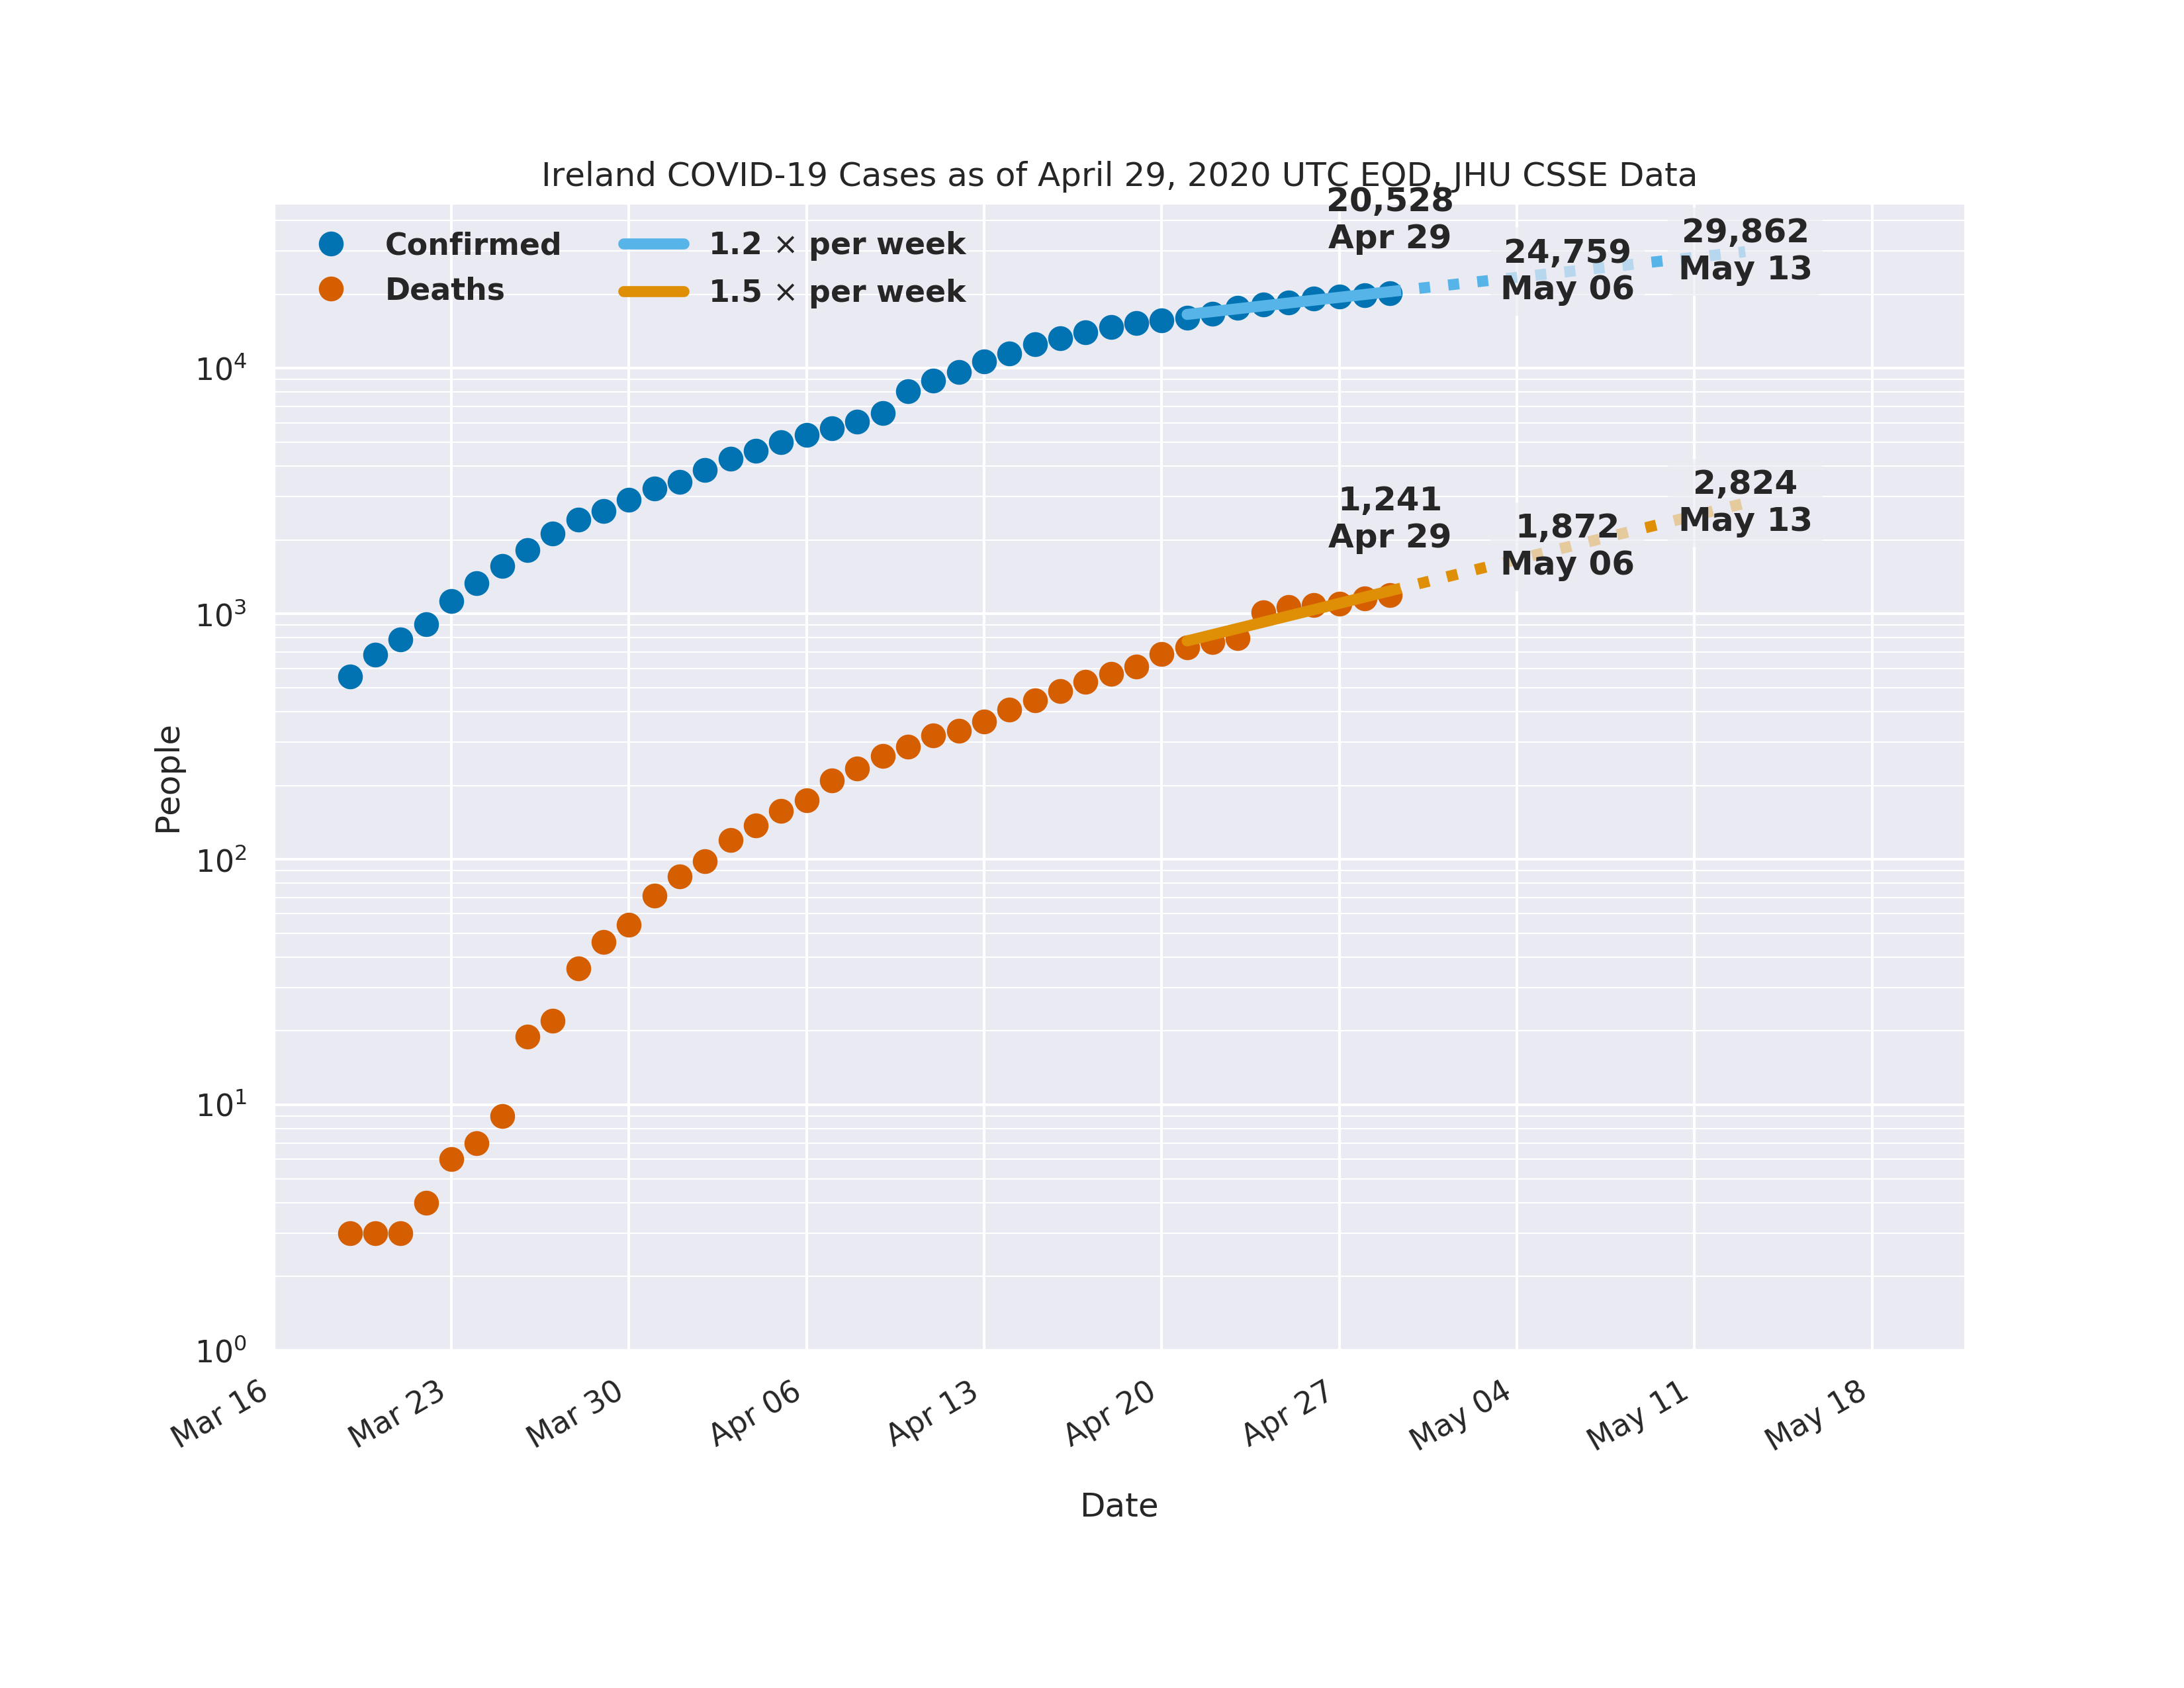 Ireland COVID-19 Cases as of April 29, 2020 UTC EOD, JHU CSSE Data
Confirmed
Deaths
1.2 × per week
1.5 × per week
20,528
Apr 29
24,759
May 06
29,862
May 13
1,241
Apr 29
1,872
May 06
2,824
May 13
People
10⁴
10³
10²
10¹
10⁰
Mar 16
Mar 23
Mar 30
Apr 06
Apr 13
Apr 20
Apr 27
May 04
May 11
May 18
Date